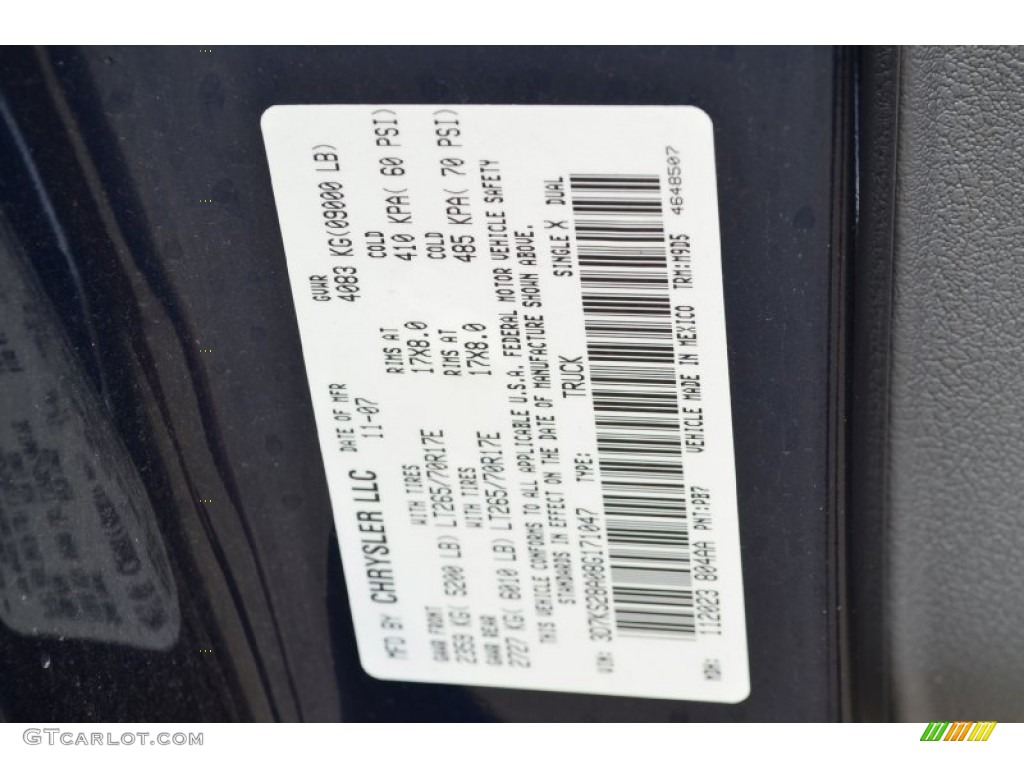 MFD BY CHRYSLER LLC DATE OF MFR 11-07 GVWR 4083 KG(09000 LB)
GAWR FRONT WITH TIRES RIMS AT COLD
2359 KG( 5200 LB) LT265/70R17E 17X8.0 410 KPA( 60 PSI)
GAWR REAR WITH TIRES RIMS AT COLD
2727 KG( 6010 LB) LT265/70R17E 17X8.0 485 KPA( 70 PSI)
THIS VEHICLE CONFORMS TO ALL APPLICABLE U.S.A. FEDERAL MOTOR VEHICLE SAFETY
STANDARDS IN EFFECT ON THE DATE OF MANUFACTURE SHOWN ABOVE.
VIN: 3D7KS28A08G171047 TYPE: TRUCK SINGLE X DUAL
MDH: 112023 804AA PNT:PB7 VEHICLE MADE IN MEXICO TRM:M9D5 4648507
GTCarlot.com